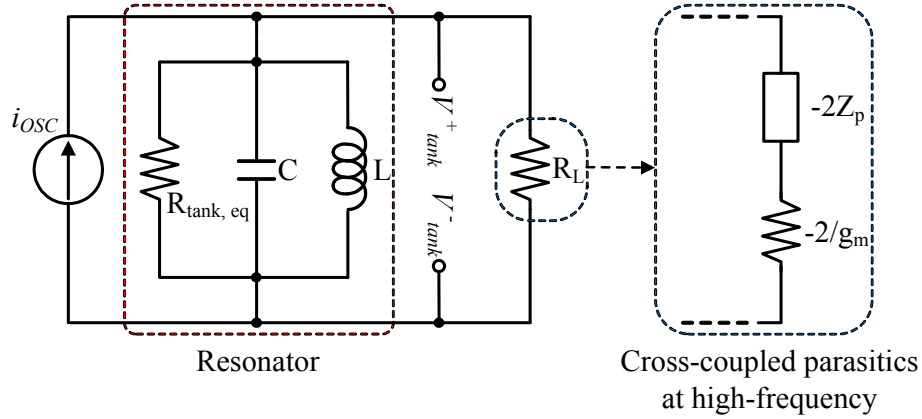 i_OSC
R_tank, eq
C
L
V^+_tank
V^-_tank
R_L
-2Z_p
-2/g_m
Resonator
Cross-coupled parasitics
at high-frequency